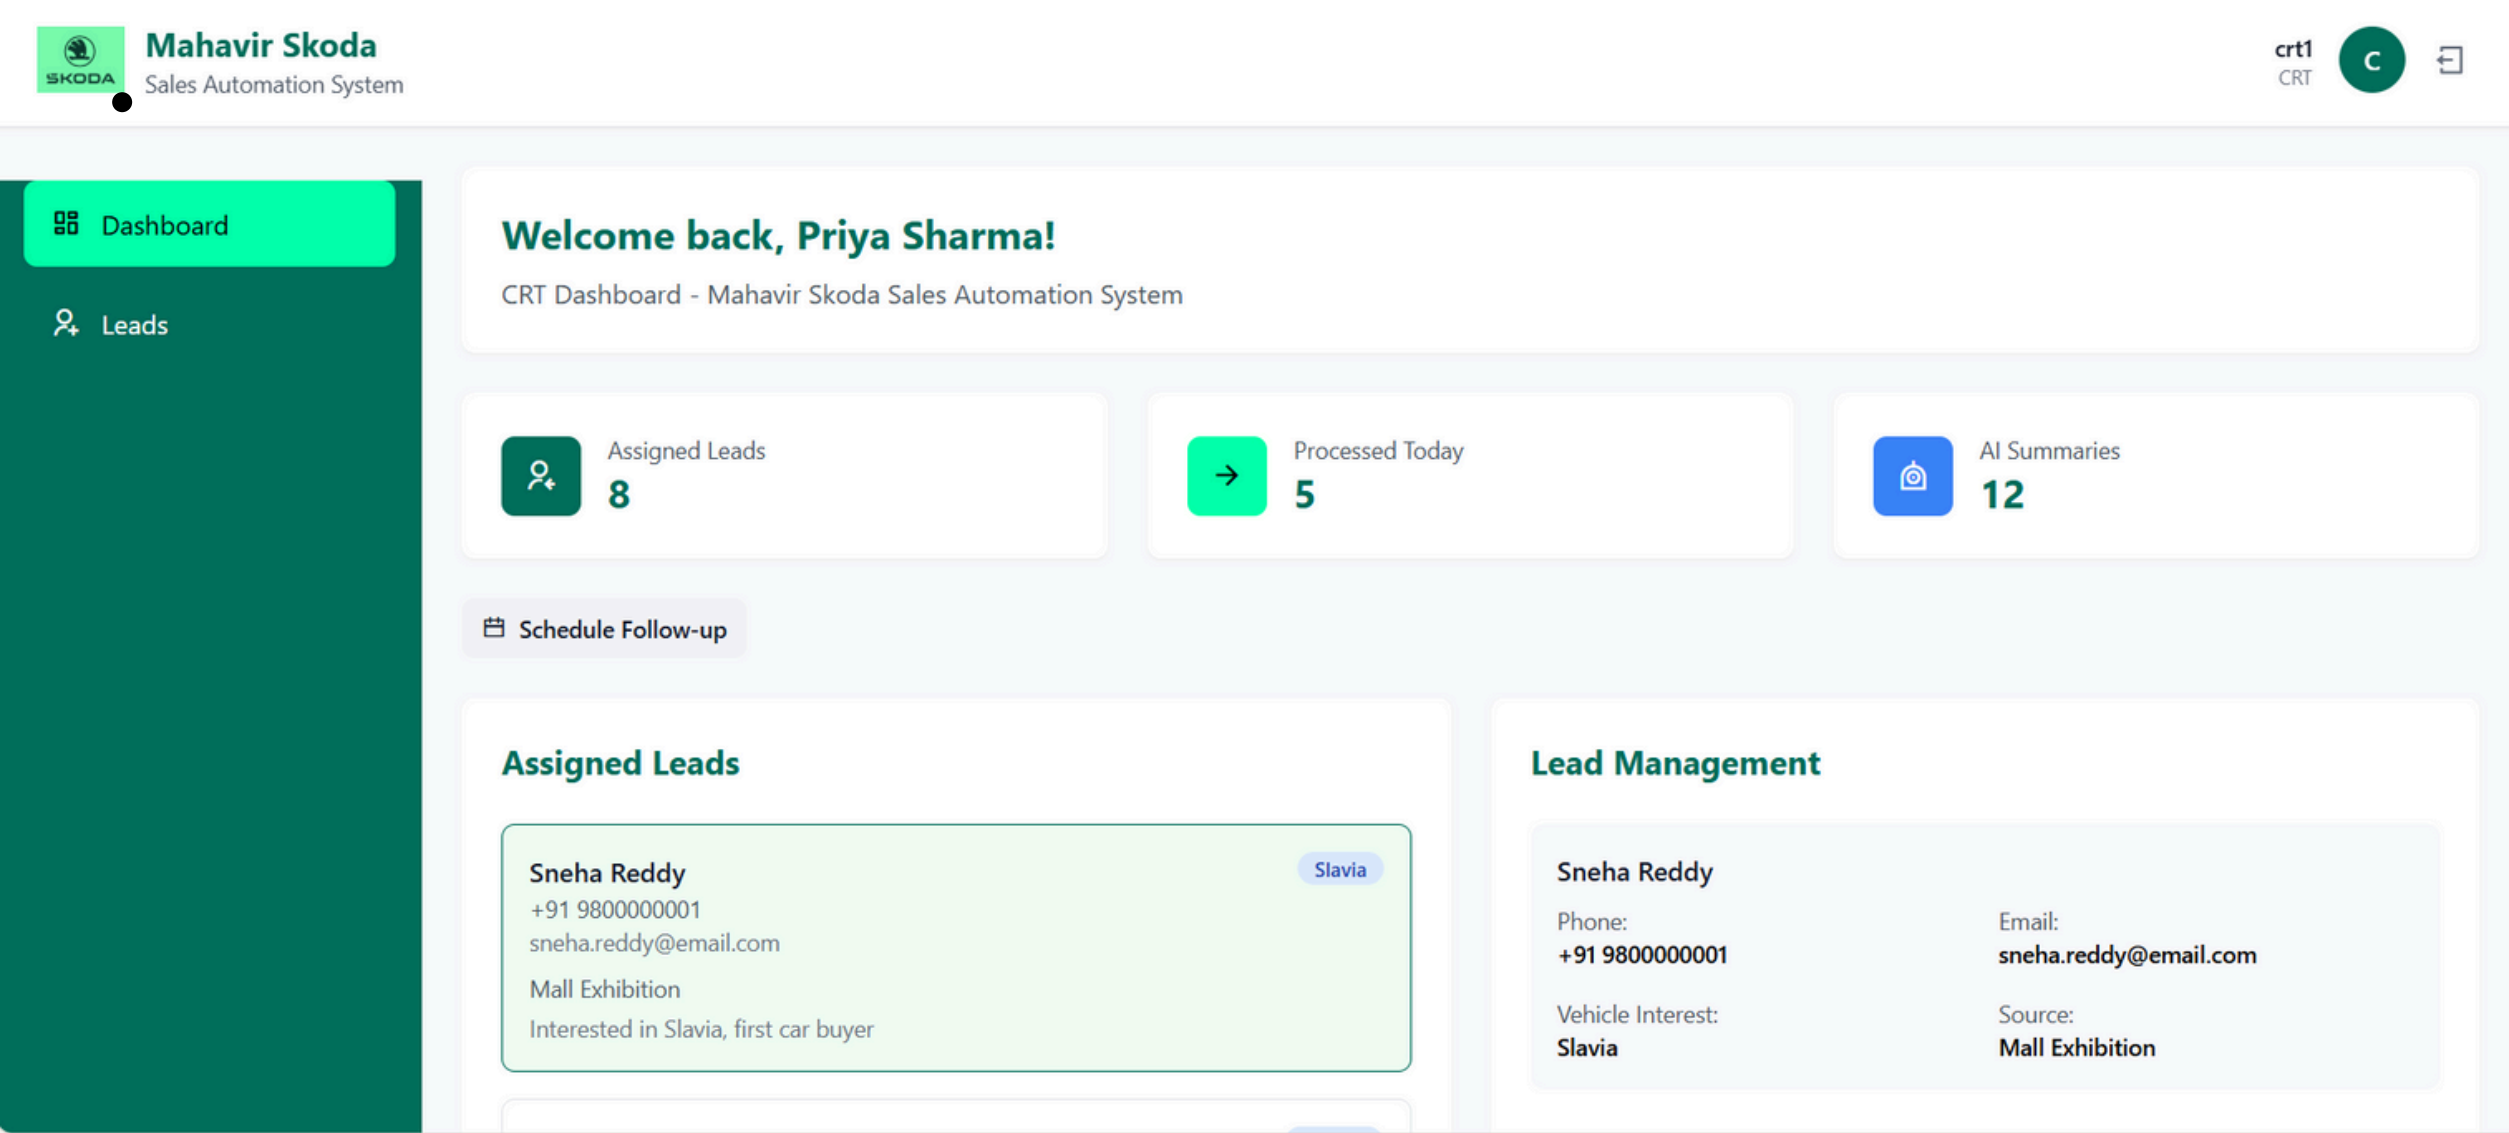 SKODA
Mahavir Skoda
Sales Automation System
crt1
CRT
C
Dashboard
Leads
Welcome back, Priya Sharma!
CRT Dashboard - Mahavir Skoda Sales Automation System
Assigned Leads
8
Processed Today
5
AI Summaries
12
Schedule Follow-up
Assigned Leads
Sneha Reddy
Slavia
+91 9800000001
sneha.reddy@email.com
Mall Exhibition
Interested in Slavia, first car buyer
Lead Management
Sneha Reddy
Phone:
+91 9800000001
Email:
sneha.reddy@email.com
Vehicle Interest:
Slavia
Source:
Mall Exhibition